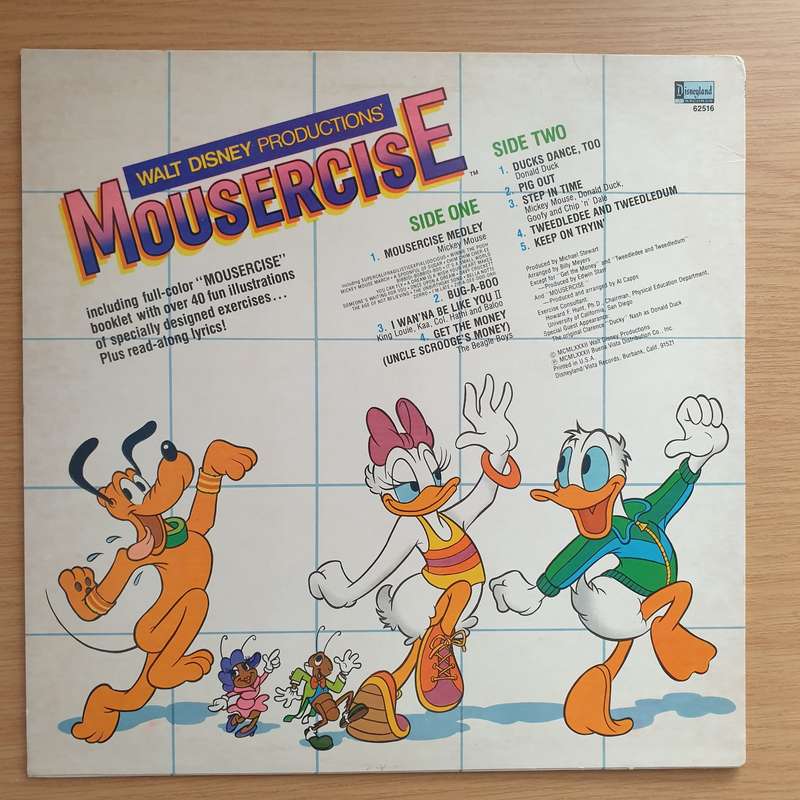 Disneyland
RECORDS
62516
WALT DISNEY PRODUCTIONS'
MOUSERCISE™
including full-color "MOUSERCISE"
booklet with over 40 fun illustrations
of specially designed exercises...
Plus read-along lyrics!
SIDE ONE
1. MOUSERCISE MEDLEY
Mickey Mouse
2. BUG-A-BOO
3. I WAN'NA BE LIKE YOU II
King Louie, Kaa, Col. Hathi and Baloo
4. GET THE MONEY
(UNCLE SCROOGE'S MONEY)
The Beagle Boys
SIDE TWO
1. DUCKS DANCE, TOO
Donald Duck
2. PIG OUT
3. STEP IN TIME
Mickey Mouse, Donald Duck,
Goofy and Chip 'n' Dale
4. TWEEDLEDEE AND TWEEDLEDUM
5. KEEP ON TRYIN'
Produced by Michael Stewart
Arranged by Billy Meyers
Except for "Get the Money" and "Tweedledee and Tweedledum"
—Produced by Edwin Starr
And "MOUSERCISE"
—Produced and arranged by Al Capps
Exercise Consultant:
Howard F. Hunt, Ph.D., Chairman, Physical Education Department,
University of California, San Diego
Special Guest Appearance:
The original Clarence "Ducky" Nash as Donald Duck
© MCMLXXXII Walt Disney Productions
℗ MCMLXXXII Buena Vista Distribution Co., Inc.
Printed in U.S.A.
Disneyland/Vista Records, Burbank, Calif. 91521